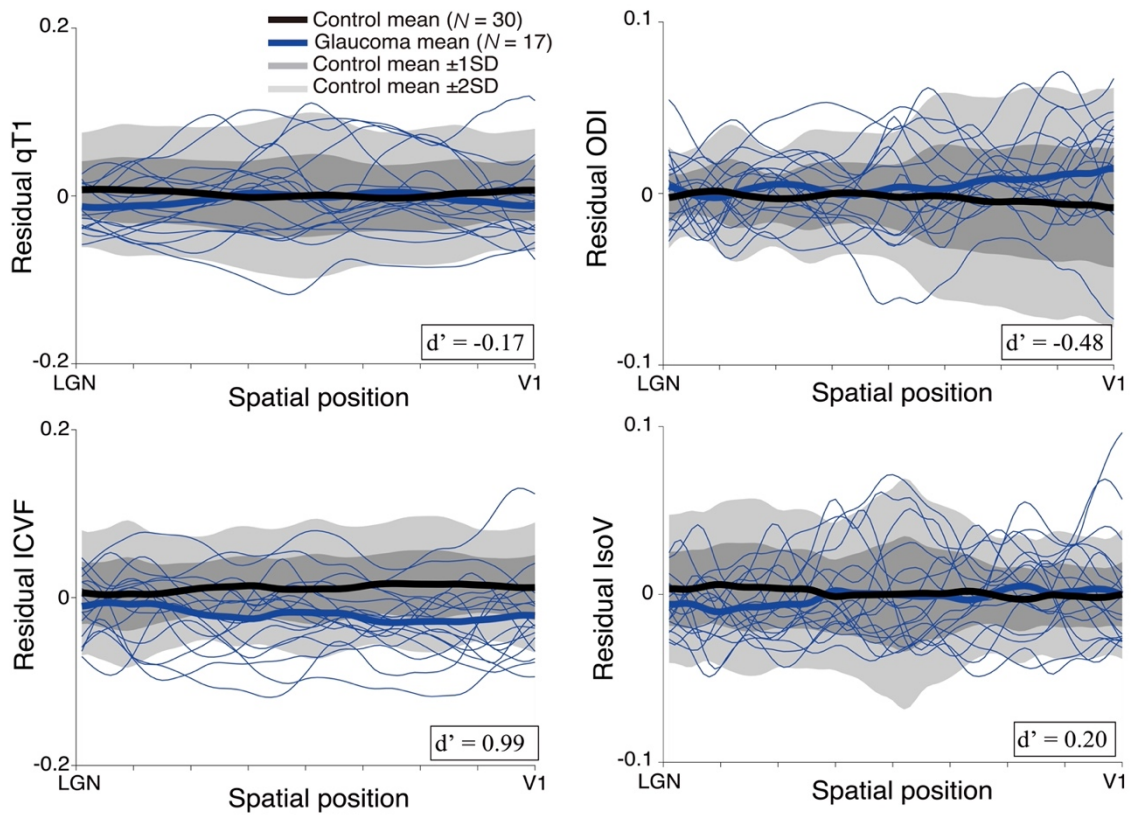 0.2
Residual qT1
0
-0.2
LGN
Spatial position
V1
Control mean (N = 30)
Glaucoma mean (N = 17)
Control mean ±1SD
Control mean ±2SD
d’ = -0.17
0.1
Residual ODI
0
-0.1
LGN
Spatial position
V1
d’ = -0.48
0.2
Residual ICVF
0
-0.2
LGN
Spatial position
V1
d’ = 0.99
0.1
Residual IsoV
0
-0.1
LGN
Spatial position
V1
d’ = 0.20